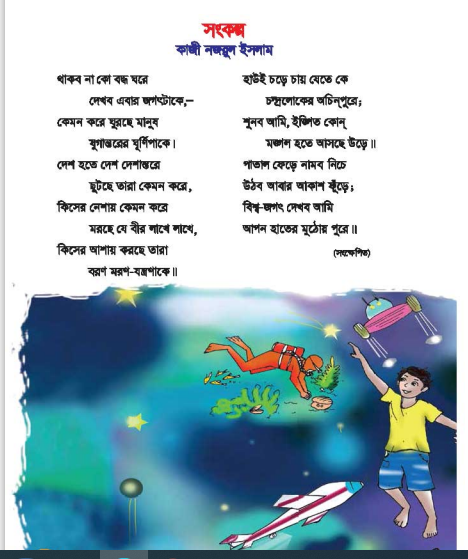 সংকল্প
কাজী নজরুল ইসলাম
থাকব না কো বদ্ধ ঘরে
দেখব এবার জগৎটাকে,—
কেমন করে ঘুরছে মানুষ
যুগান্তরের ঘূর্ণিপাকে।
দেশ হতে দেশ দেশান্তরে
ছুটছে তারা কেমন করে,
কিসের নেশায় কেমন করে
মরছে যে বীর লাখে লাখে,
কিসের আশায় করছে তারা
বরণ মরণ-যন্ত্রণাকে॥
হাউই চড়ে চায় যেতে কে
চন্দ্রলোকের অচিন্‌পুরে;
শুনব আমি, ইঙ্গিত কোন্
মঙ্গল হতে আসছে উড়ে॥
পাতাল ফেড়ে নামব নিচে
উঠব আবার আকাশ ফুঁড়ে;
বিশ্ব-জগৎ দেখব আমি
আপন হাতের মুঠোয় পুরে॥
(সংক্ষেপিত)